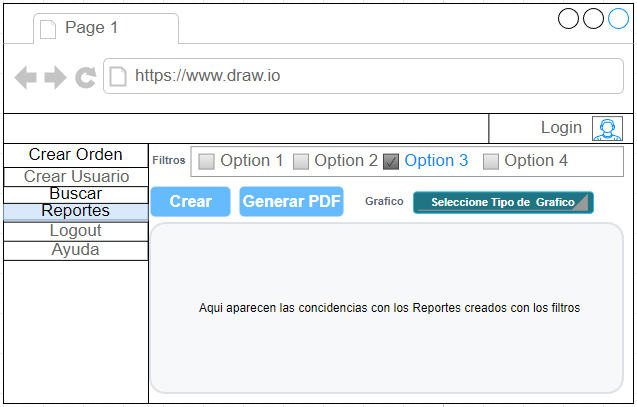 Page 1
https://www.draw.io
Login
Crear Orden
Crear Usuario
Buscar
Reportes
Logout
Ayuda
Filtros Option 1 Option 2 Option 3 Option 4
Crear Generar PDF Grafico Seleccione Tipo de Grafico
Aqui aparecen las concidencias con los Reportes creados con los filtros